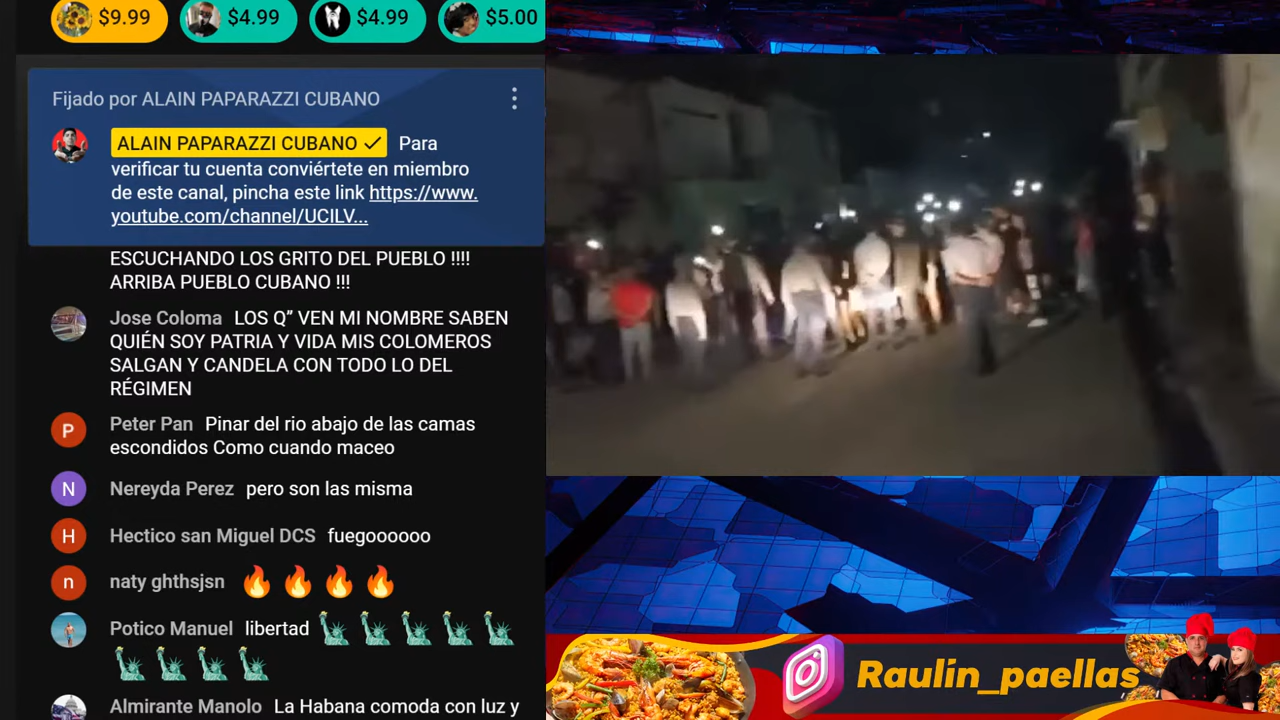 $9.99
$4.99
$4.99
$5.00
Fijado por ALAIN PAPARAZZI CUBANO
ALAIN PAPARAZZI CUBANO Para
verificar tu cuenta conviértete en miembro
de este canal, pincha este link https://www.
youtube.com/channel/UCILV...
ESCUCHANDO LOS GRITO DEL PUEBLO !!!!
ARRIBA PUEBLO CUBANO !!!
Jose Coloma LOS Q” VEN MI NOMBRE SABEN
QUIÉN SOY PATRIA Y VIDA MIS COLOMEROS
SALGAN Y CANDELA CON TODO LO DEL
RÉGIMEN
P
Peter Pan Pinar del rio abajo de las camas
escondidos Como cuando maceo
N
Nereyda Perez pero son las misma
H
Hectico san Miguel DCS fuegoooooo
n
naty ghthsjsn
Potico Manuel libertad
Almirante Manolo La Habana comoda con luz y
Raulin_paellas